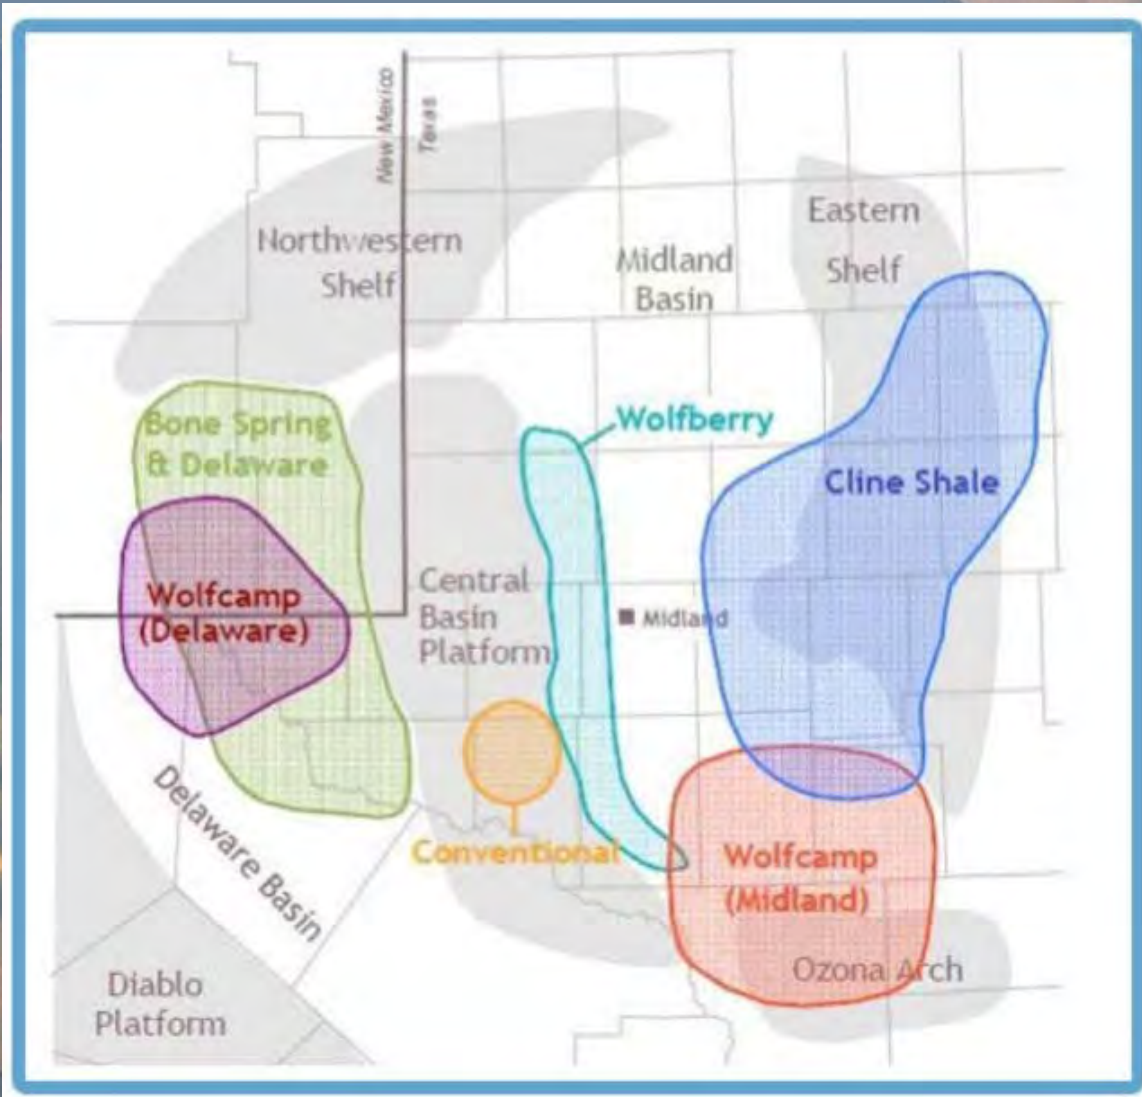 New Mexico
Texas
Northwestern
Shelf
Midland
Basin
Eastern
Shelf
Bone Spring
& Delaware
Wolfberry
Cline Shale
Wolfcamp
(Delaware)
Central
Basin
Platform
Midland
Delaware Basin
Conventional
Wolfcamp
(Midland)
Ozona Arch
Diablo
Platform